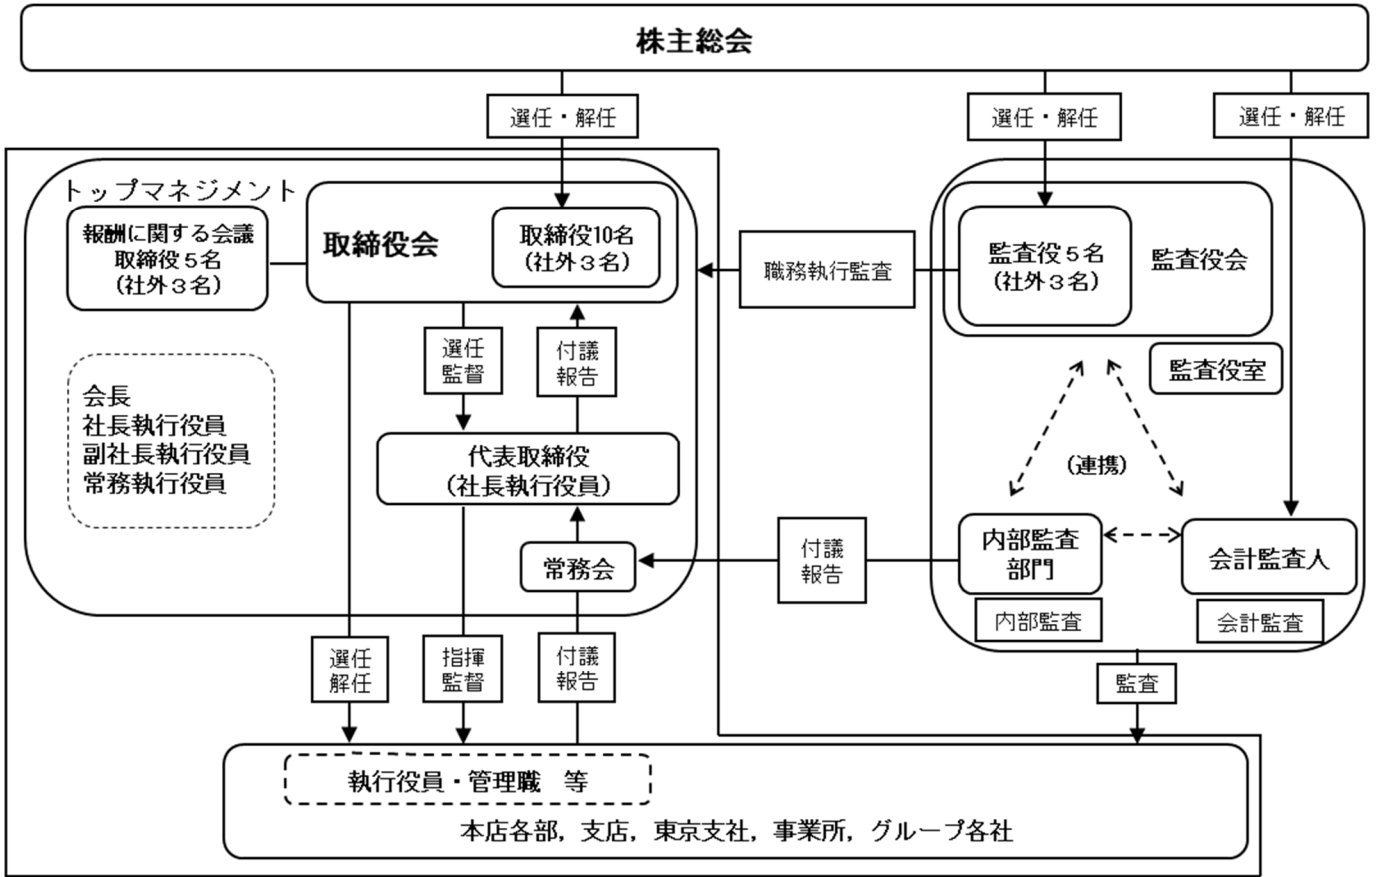 株主総会
選任・解任
選任・解任
選任・解任
トップマネジメント
報酬に関する会議
取締役５名
(社外３名)
取締役会
取締役10名
(社外３名)
職務執行監査
監査役５名
(社外３名)
監査役会
監査役室
選任
監督
付議
報告
会長
社長執行役員
副社長執行役員
常務執行役員
代表取締役
(社長執行役員)
(連携)
常務会
付議
報告
内部監査
部門
会計監査人
内部監査
会計監査
選任
解任
指揮
監督
付議
報告
監査
執行役員・管理職　等
本店各部，支店，東京支社，事業所，グループ各社